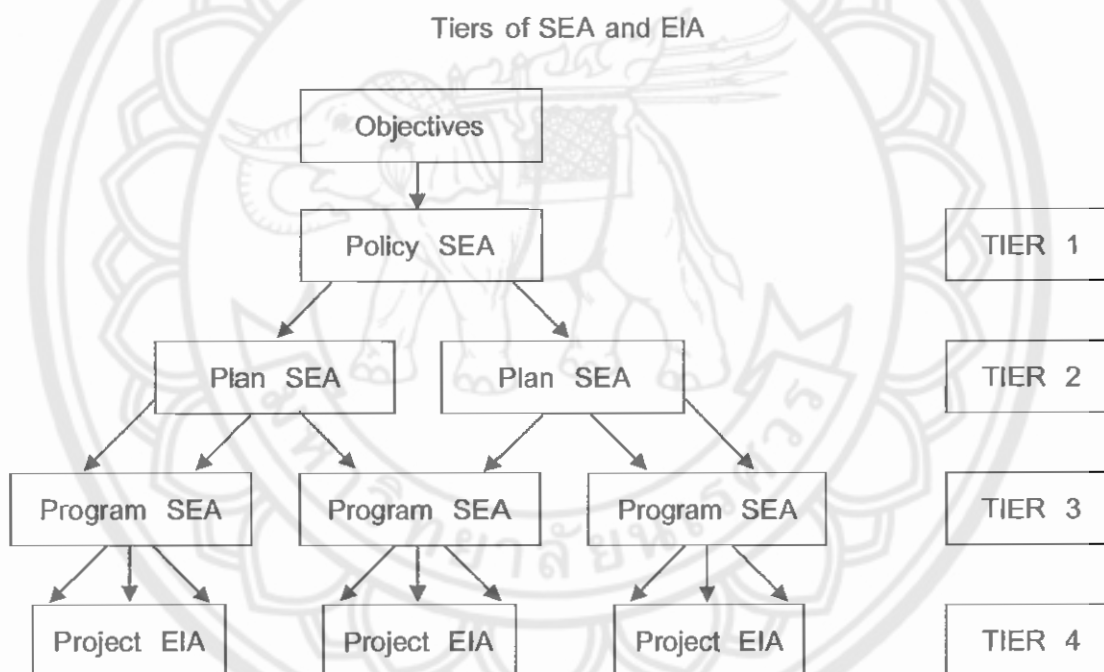 Tiers of SEA and EIA
Objectives
Policy SEA
TIER 1
Plan SEA
Plan SEA
TIER 2
Program SEA
Program SEA
Program SEA
TIER 3
Project EIA
Project EIA
Project EIA
TIER 4